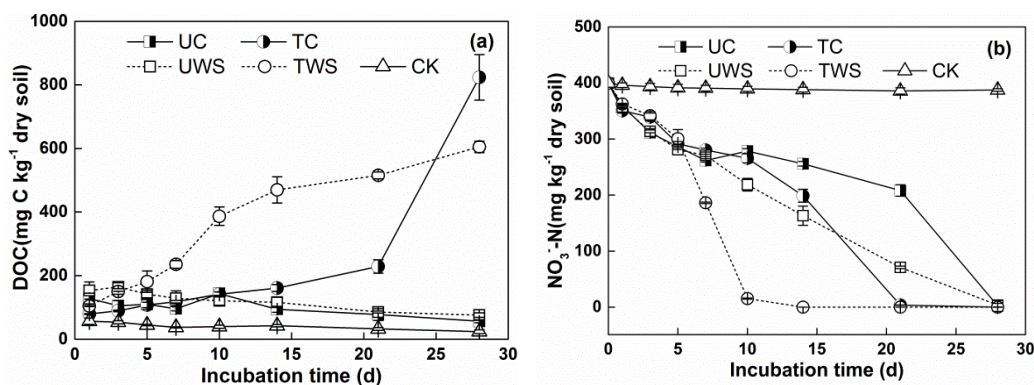 1000
800
600
400
200
0
DOC(mg C kg⁻¹ dry soil)
UC TC
UWS TWS CK
(a)
0 5 10 15 20 25 30
Incubation time (d)
500
400
300
200
100
0
NO₃⁻-N(mg kg⁻¹ dry soil)
UC TC
UWS TWS CK
(b)
0 5 10 15 20 25 30
Incubation time (d)